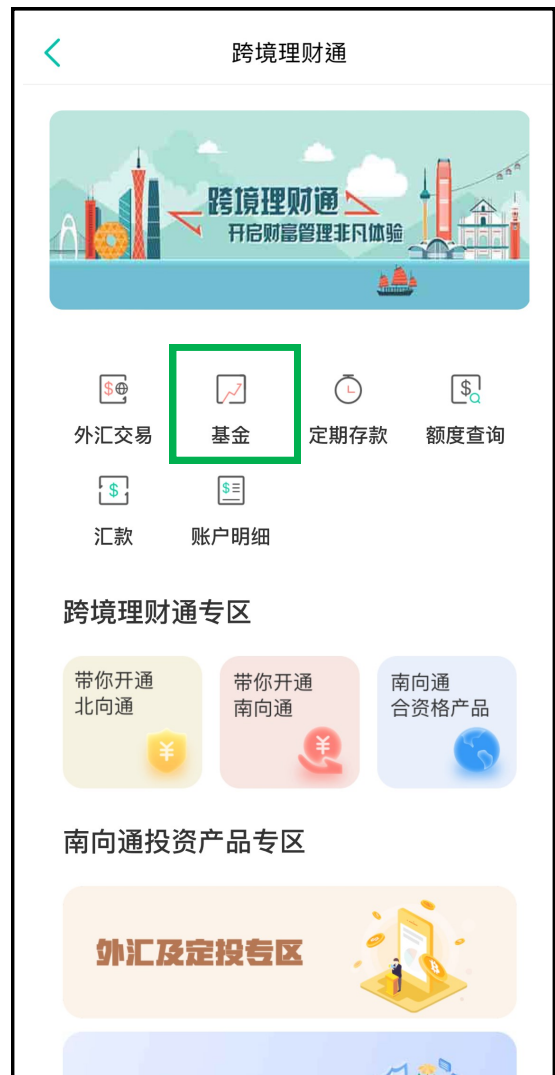 跨境理财通
跨境理财通
开启财富管理非凡体验
外汇交易
基金
定期存款
额度查询
汇款
账户明细
跨境理财通专区
带你开通
北向通
带你开通
南向通
南向通
合资格产品
南向通投资产品专区
外汇及定投专区